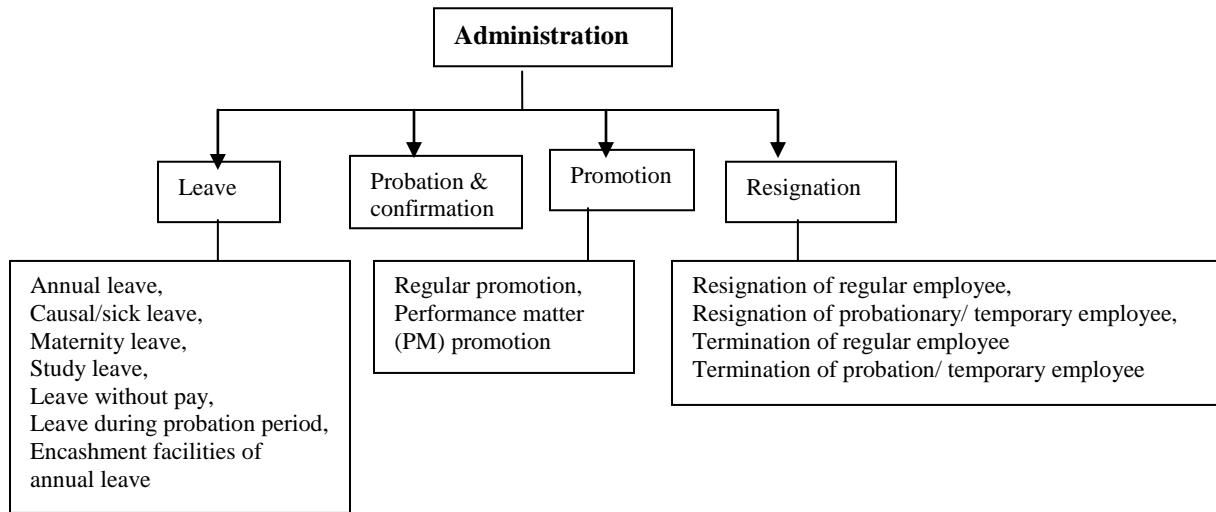 Administration
Leave
Probation &
confirmation
Promotion
Resignation
Annual leave,
Causal/sick leave,
Maternity leave,
Study leave,
Leave without pay,
Leave during probation period,
Encashment facilities of
annual leave
Regular promotion,
Performance matter
(PM) promotion
Resignation of regular employee,
Resignation of probationary/ temporary employee,
Termination of regular employee
Termination of probation/ temporary employee